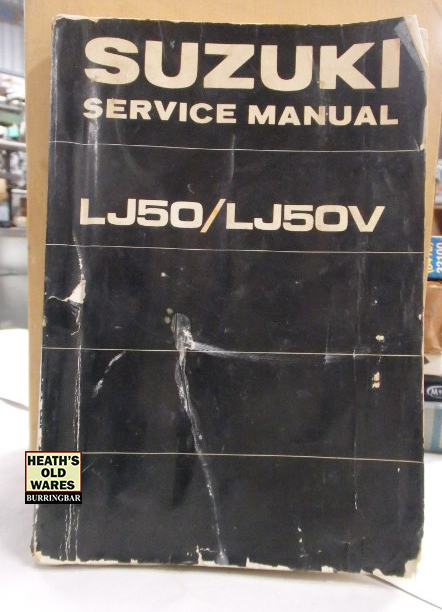 SUZUKI
SERVICE MANUAL
LJ50/LJ50V
HEATH'S
OLD
WARES
BURRINGBAR